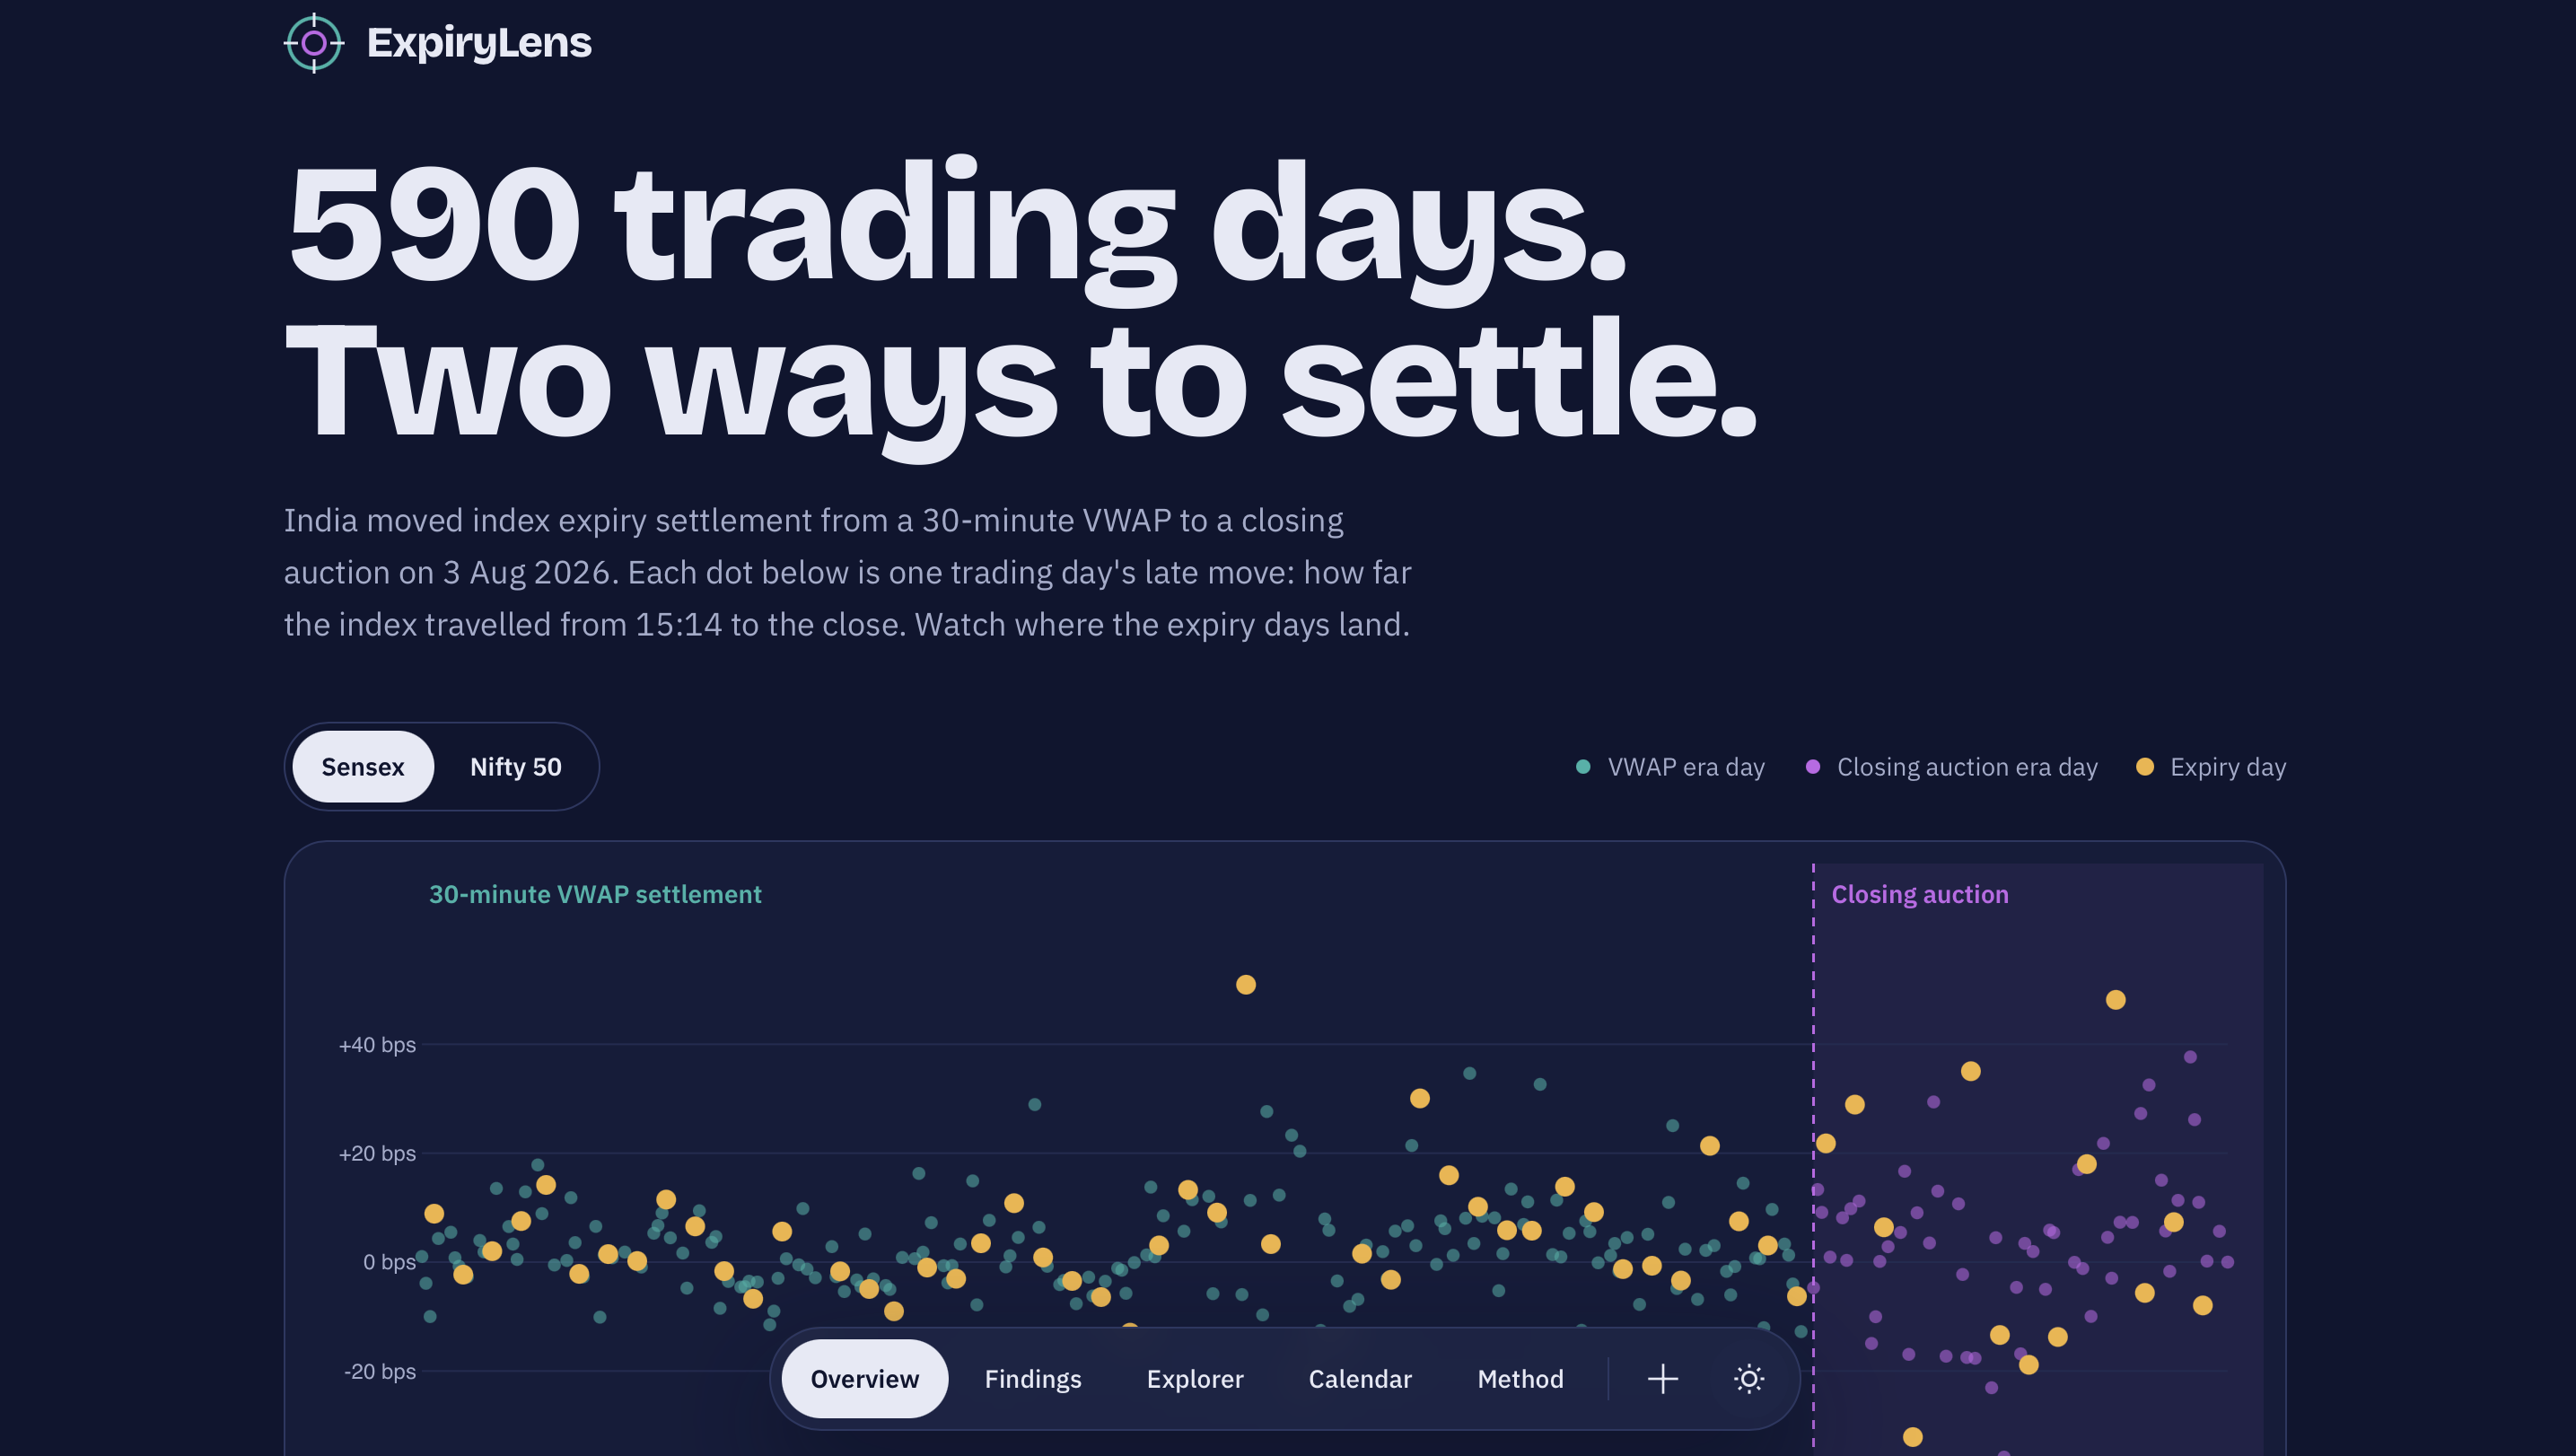 ExpiryLens
590 trading days.
Two ways to settle.
India moved index expiry settlement from a 30-minute VWAP to a closing
auction on 3 Aug 2026. Each dot below is one trading day's late move: how far
the index travelled from 15:14 to the close. Watch where the expiry days land.
Sensex Nifty 50
VWAP era day Closing auction era day Expiry day
30-minute VWAP settlement Closing auction
+40 bps
+20 bps
0 bps
-20 bps
Overview Findings Explorer Calendar Method